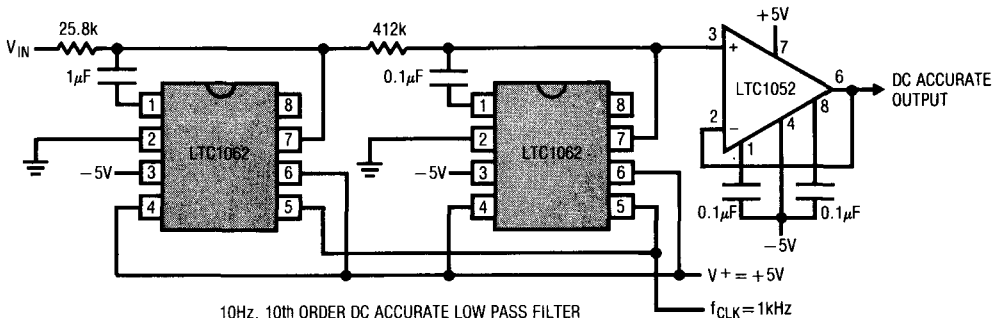 V_IN
25.8k
1μF
1
2
3
4
8
7
6
5
LTC1062
−5V
412k
0.1μF
1
2
3
4
8
7
6
5
LTC1062
−5V
+5V
3
+
2
−
7
6
8
4
1
LTC1052
DC ACCURATE
OUTPUT
0.1μF
0.1μF
−5V
V+ = +5V
fCLK = 1kHz
10Hz, 10th ORDER DC ACCURATE LOW PASS FILTER